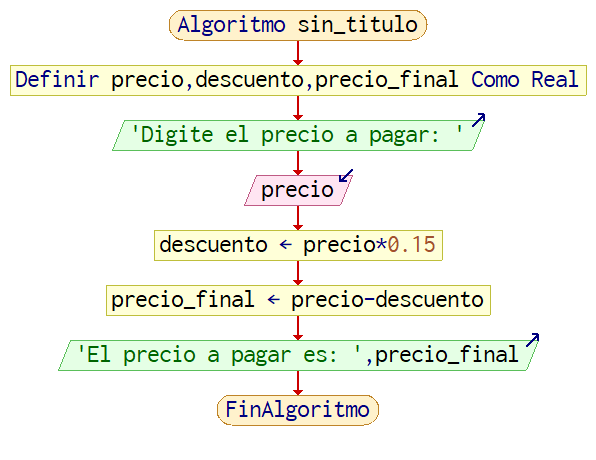 Algoritmo sin_titulo
Definir precio,descuento,precio_final Como Real
'Digite el precio a pagar: '
precio
descuento ← precio*0.15
precio_final ← precio-descuento
'El precio a pagar es: ',precio_final
FinAlgoritmo